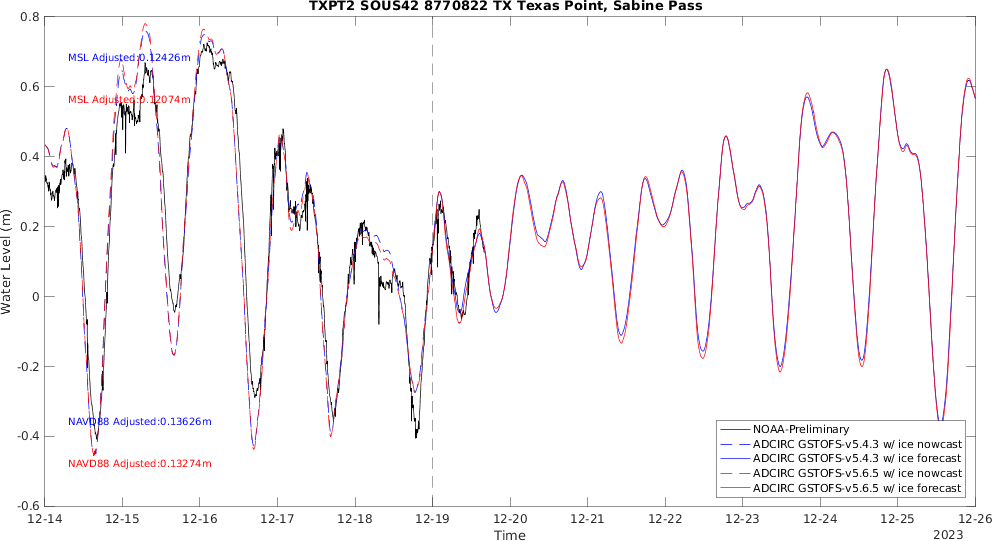 TXPT2 SOUS42 8770822 TX Texas Point, Sabine Pass
0.8
0.6
0.4
0.2
0
-0.2
-0.4
-0.6
Water Level (m)
MSL Adjusted:0.12426m
MSL Adjusted:0.12074m
NAVD88 Adjusted:0.13626m
NAVD88 Adjusted:0.13274m
NOAA-Preliminary
ADCIRC GSTOFS-v5.4.3 w/ ice nowcast
ADCIRC GSTOFS-v5.4.3 w/ ice forecast
ADCIRC GSTOFS-v5.6.5 w/ ice nowcast
ADCIRC GSTOFS-v5.6.5 w/ ice forecast
12-14 12-15 12-16 12-17 12-18 12-19 12-20 12-21 12-22 12-23 12-24 12-25 12-26
Time
2023